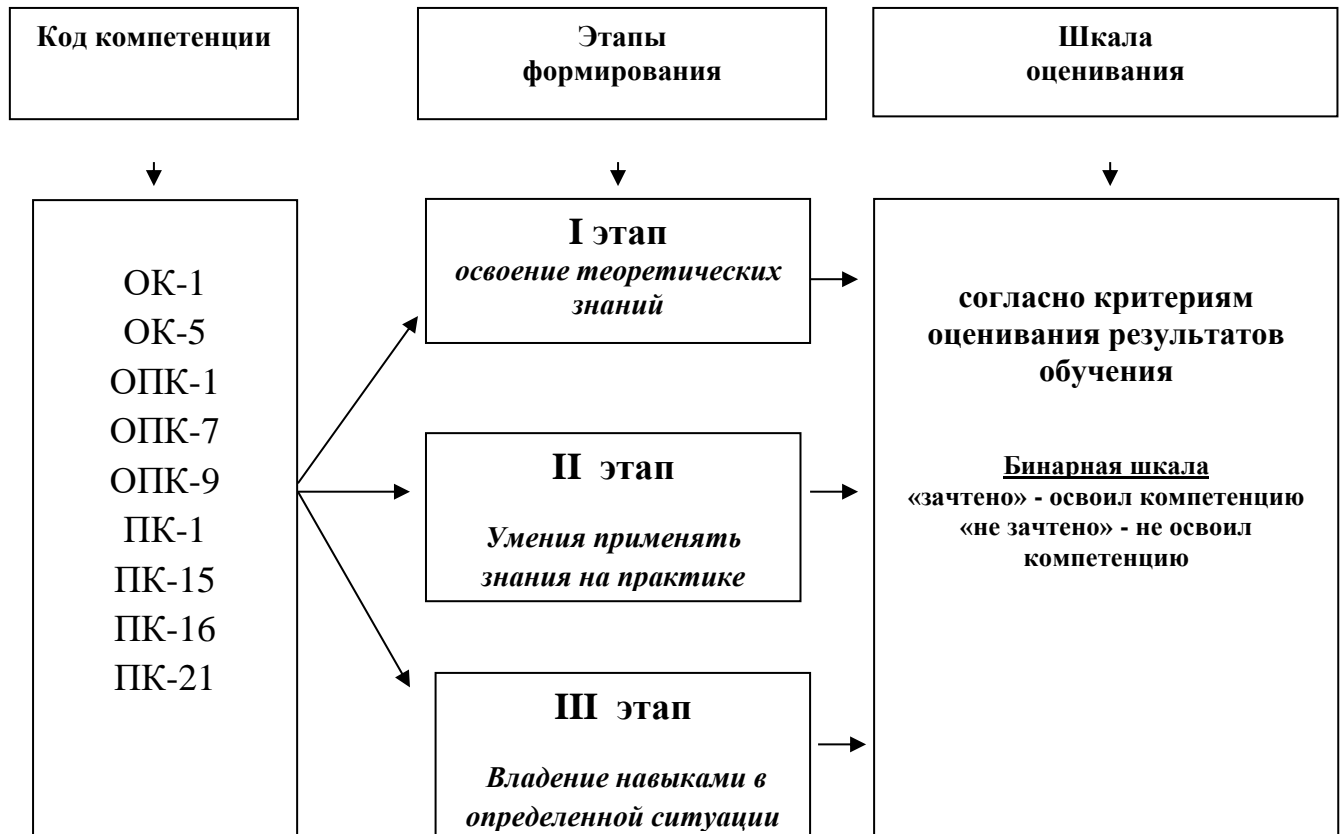 Код компетенции
Этапы
формирования
Шкала
оценивания
ОК-1
ОК-5
ОПК-1
ОПК-7
ОПК-9
ПК-1
ПК-15
ПК-16
ПК-21
I этап
освоение теоретических
знаний
II этап
Умения применять
знания на практике
III этап
Владение навыками в
определенной ситуации
согласно критериям
оценивания результатов
обучения
Бинарная шкала
«зачтено» - освоил компетенцию
«не зачтено» - не освоил
компетенцию